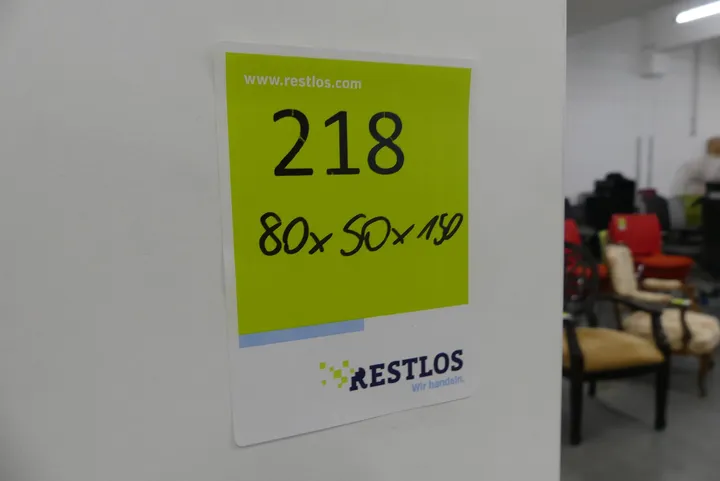 www.restlos.com
218
80x50x150
RESTLOS
Wir handeln.